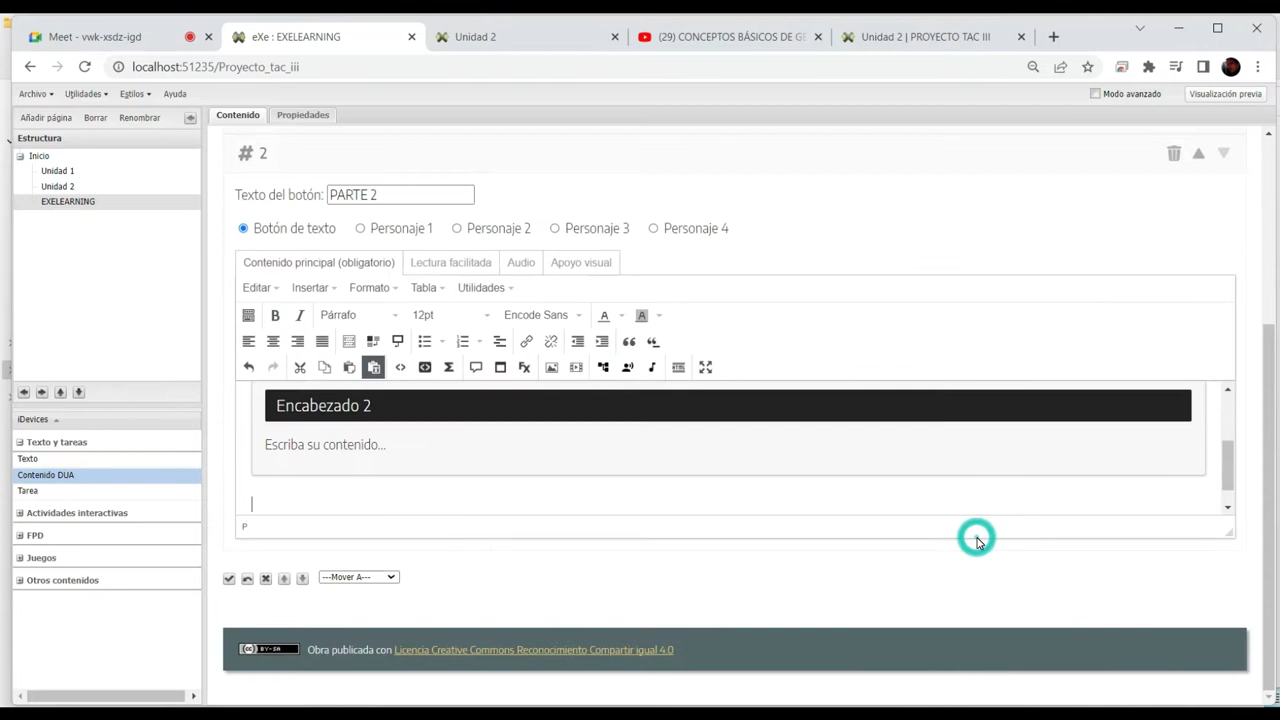 Meet - vwk-xsdz-igd
eXe : EXELEARNING
Unidad 2
(29) CONCEPTOS BÁSICOS DE GE
Unidad 2 | PROYECTO TAC III
localhost:51235/Proyecto_tac_iii
Archivo Utilidades Estilos Ayuda
Modo avanzado
Visualización previa
Añadir página Borrar Renombrar
Contenido Propiedades
Estructura
Inicio
Unidad 1
Unidad 2
EXELEARNING
# 2
Texto del botón: PARTE 2
Botón de texto Personaje 1 Personaje 2 Personaje 3 Personaje 4
Contenido principal (obligatorio) Lectura facilitada Audio Apoyo visual
Editar Insertar Formato Tabla Utilidades
B I Párrafo 12pt Encode Sans A A
Encabezado 2
Escriba su contenido...
P
iDevices
Texto y tareas
Texto
Contenido DUA
Tarea
Actividades interactivas
FPD
Juegos
Otros contenidos
---Mover A---
BY-SA
Obra publicada con Licencia Creative Commons Reconocimiento Compartir igual 4.0